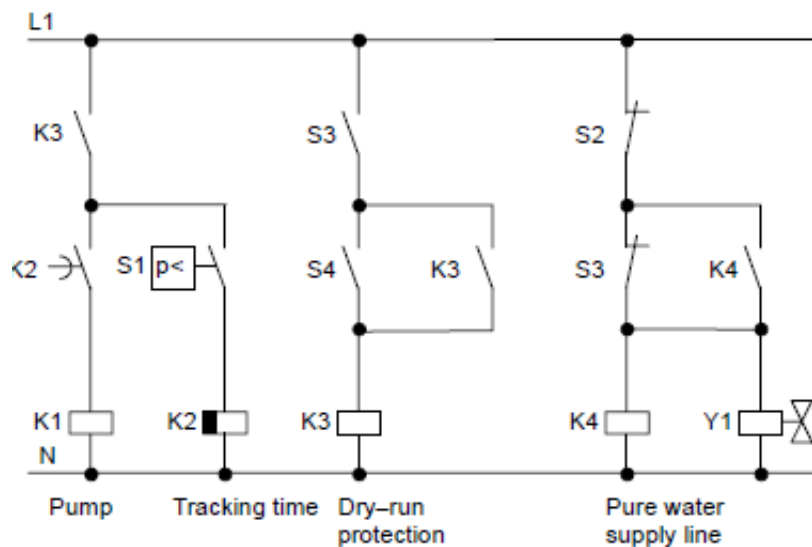 L1
K3
S3
S2
K2
S1 p<
S4
K3
S3
K4
K1
K2
K3
K4
Y1
N
Pump
Tracking time
Dry–run
protection
Pure water
supply line